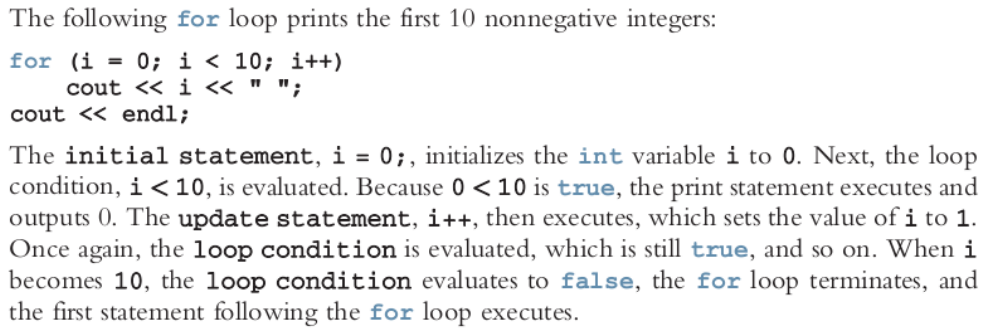 The following for loop prints the first 10 nonnegative integers:
for (i = 0; i < 10; i++)
    cout << i << " ";
cout << endl;
The initial statement, i = 0;, initializes the int variable i to 0. Next, the loop
condition, i < 10, is evaluated. Because 0 < 10 is true, the print statement executes and
outputs 0. The update statement, i++, then executes, which sets the value of i to 1.
Once again, the loop condition is evaluated, which is still true, and so on. When i
becomes 10, the loop condition evaluates to false, the for loop terminates, and
the first statement following the for loop executes.